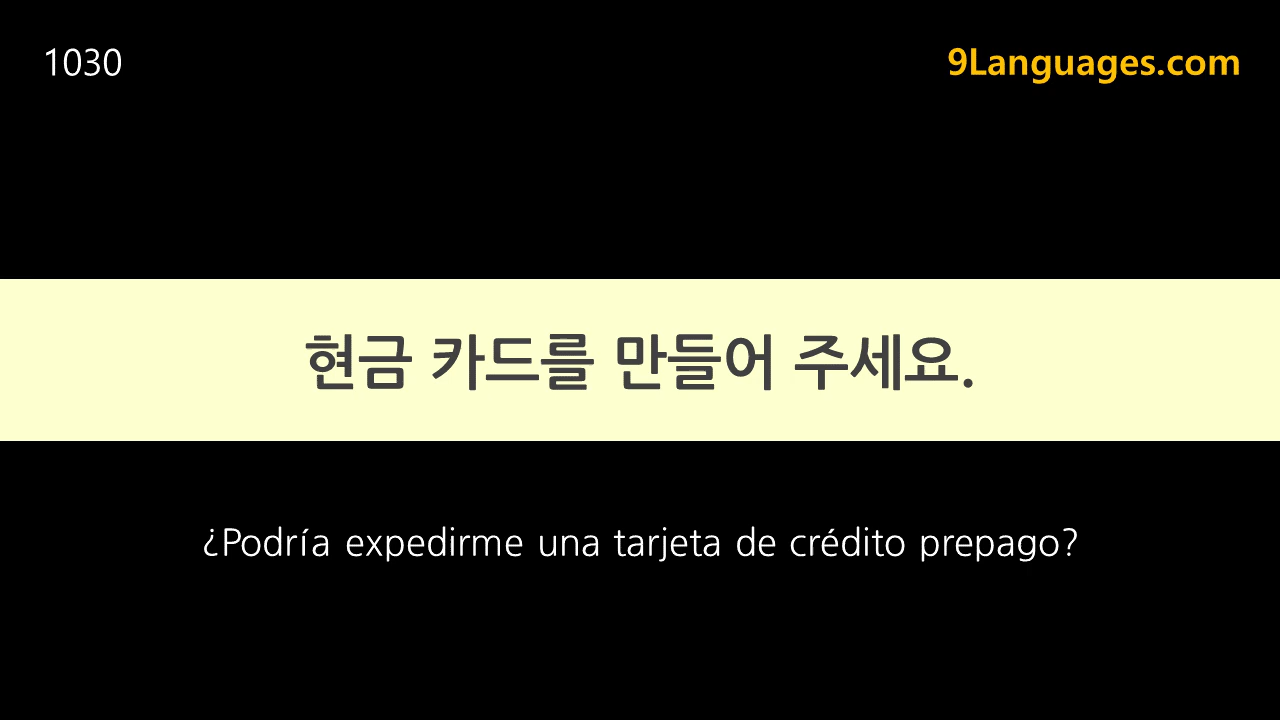 1030
9Languages.com
현금 카드를 만들어 주세요.
¿Podría expedirme una tarjeta de crédito prepago?